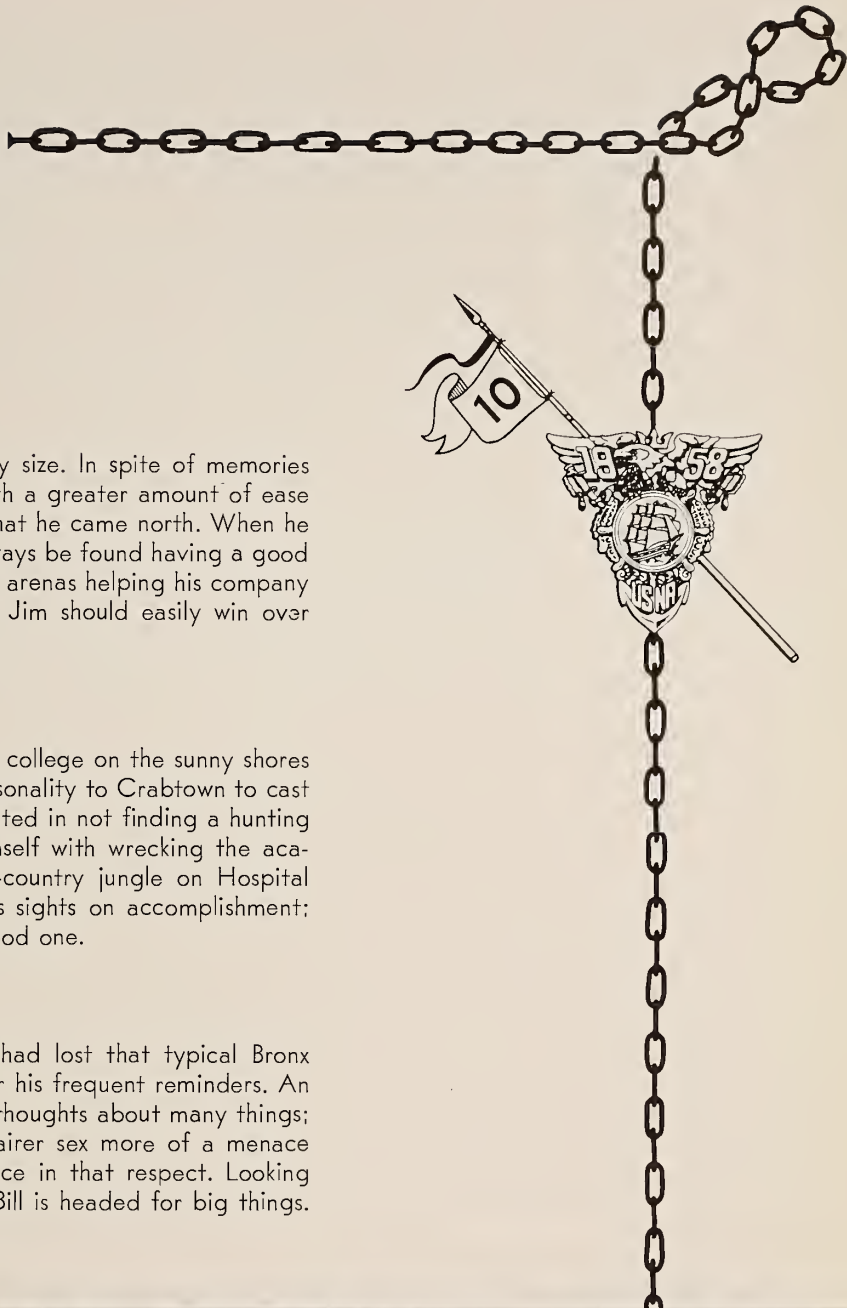 10
19 58
USNA
y size. In spite of memories
h a greater amount of ease
hat he came north. When he
ays be found having a good
arenas helping his company
Jim should easily win over
college on the sunny shores
sonality to Crabtown to cast
ted in not finding a hunting
self with wrecking the aca-
-country jungle on Hospital
s sights on accomplishment;
od one.
had lost that typical Bronx
r his frequent reminders. An
thoughts about many things;
airer sex more of a menace
ce in that respect. Looking
Bill is headed for big things.